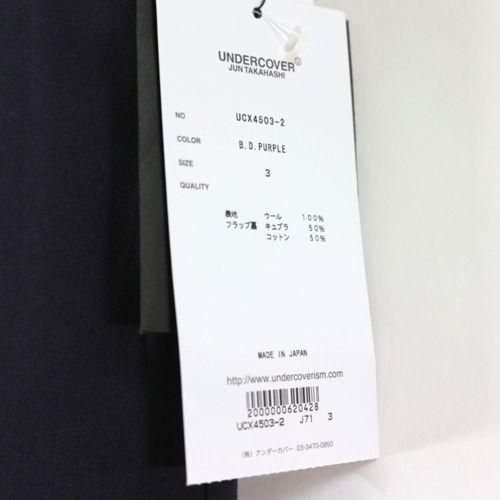 UNDERCOVER®
JUN TAKAHASHI
NO UCX4503-2
COLOR B.D.PURPLE
SIZE 3
QUALITY
表地 ウール 100%
フラップ裏 キュプラ 50%
コットン 50%
MADE IN JAPAN
http://www.undercoverism.com
2000000620428
UCX4503-2 J71 3
(株) アンダーカバー 03-3470-0850